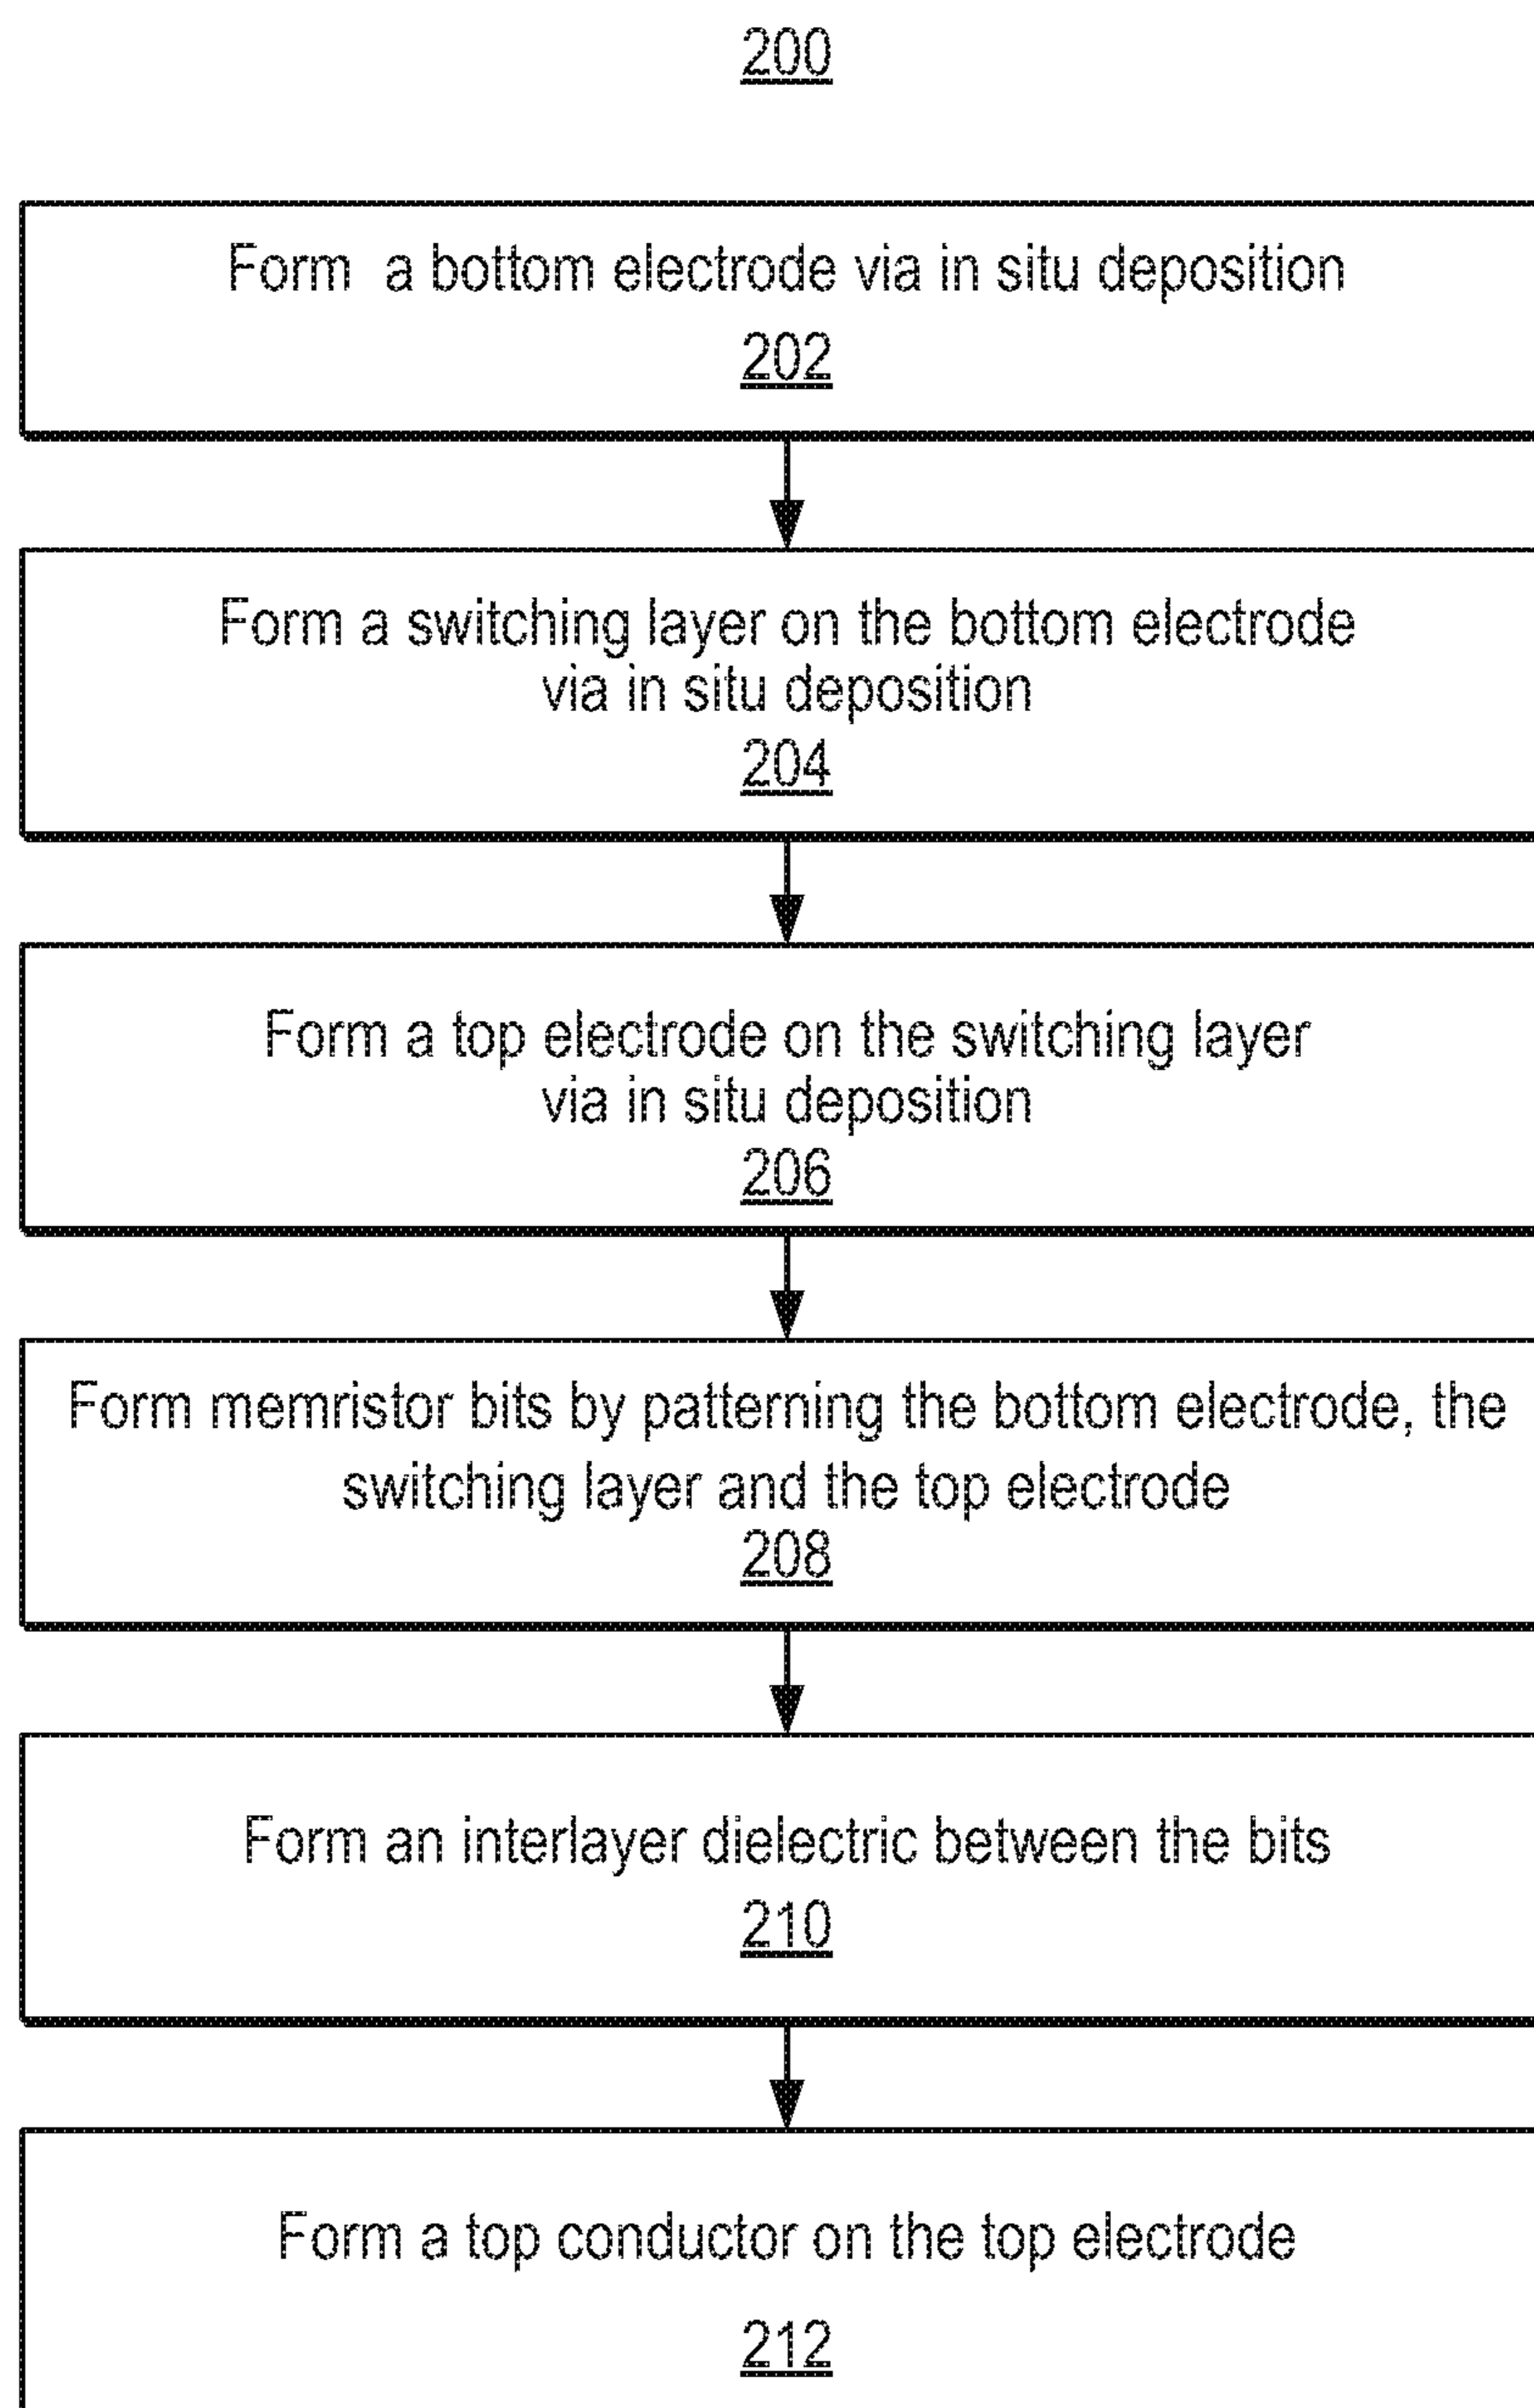 200
Form a bottom electrode via in situ deposition
202
Form a switching layer on the bottom electrode
via in situ deposition
204
Form a top electrode on the switching layer
via in situ deposition
206
Form memristor bits by patterning the bottom electrode, the
switching layer and the top electrode
208
Form an interlayer dielectric between the bits
210
Form a top conductor on the top electrode
212